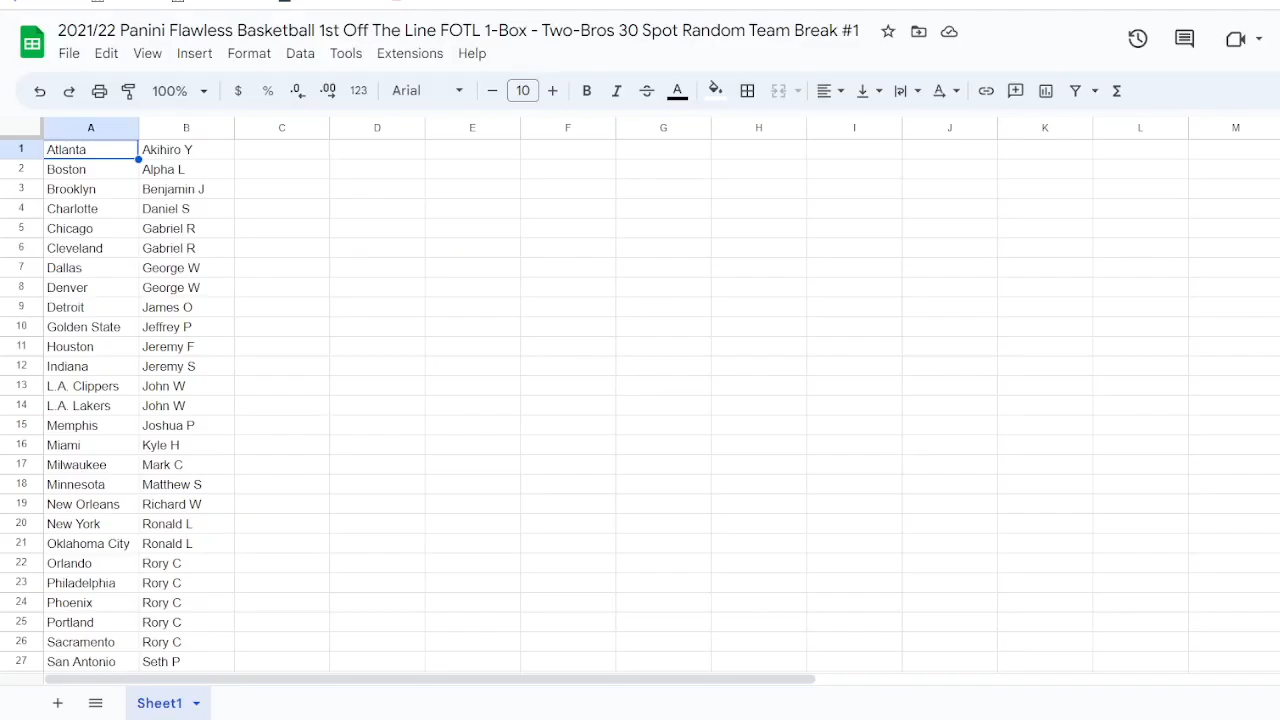 2021/22 Panini Flawless Basketball 1st Off The Line FOTL 1-Box - Two-Bros 30 Spot Random Team Break #1
File Edit View Insert Format Data Tools Extensions Help
100% $ % .0 .00 123 Arial - 10 + B I A Σ
A B C D E F G H I J K L M
1 Atlanta Akihiro Y
2 Boston Alpha L
3 Brooklyn Benjamin J
4 Charlotte Daniel S
5 Chicago Gabriel R
6 Cleveland Gabriel R
7 Dallas George W
8 Denver George W
9 Detroit James O
10 Golden State Jeffrey P
11 Houston Jeremy F
12 Indiana Jeremy S
13 L.A. Clippers John W
14 L.A. Lakers John W
15 Memphis Joshua P
16 Miami Kyle H
17 Milwaukee Mark C
18 Minnesota Matthew S
19 New Orleans Richard W
20 New York Ronald L
21 Oklahoma City Ronald L
22 Orlando Rory C
23 Philadelphia Rory C
24 Phoenix Rory C
25 Portland Rory C
26 Sacramento Rory C
27 San Antonio Seth P
+ Sheet1